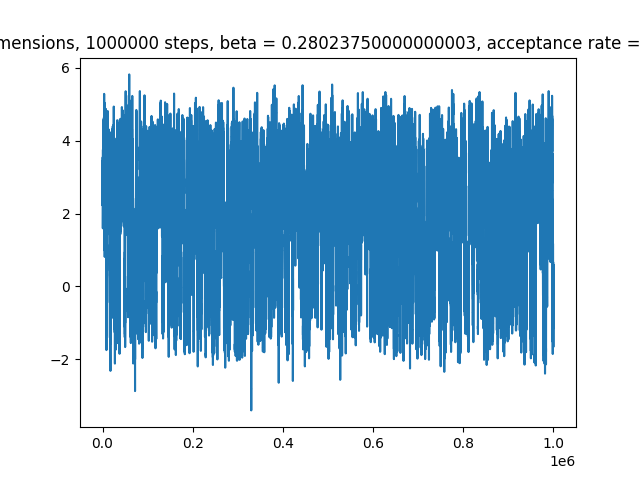 mensions, 1000000 steps, beta = 0.28023750000000003, acceptance rate =
6
4
2
0
−2
0.0 0.2 0.4 0.6 0.8 1.0
1e6